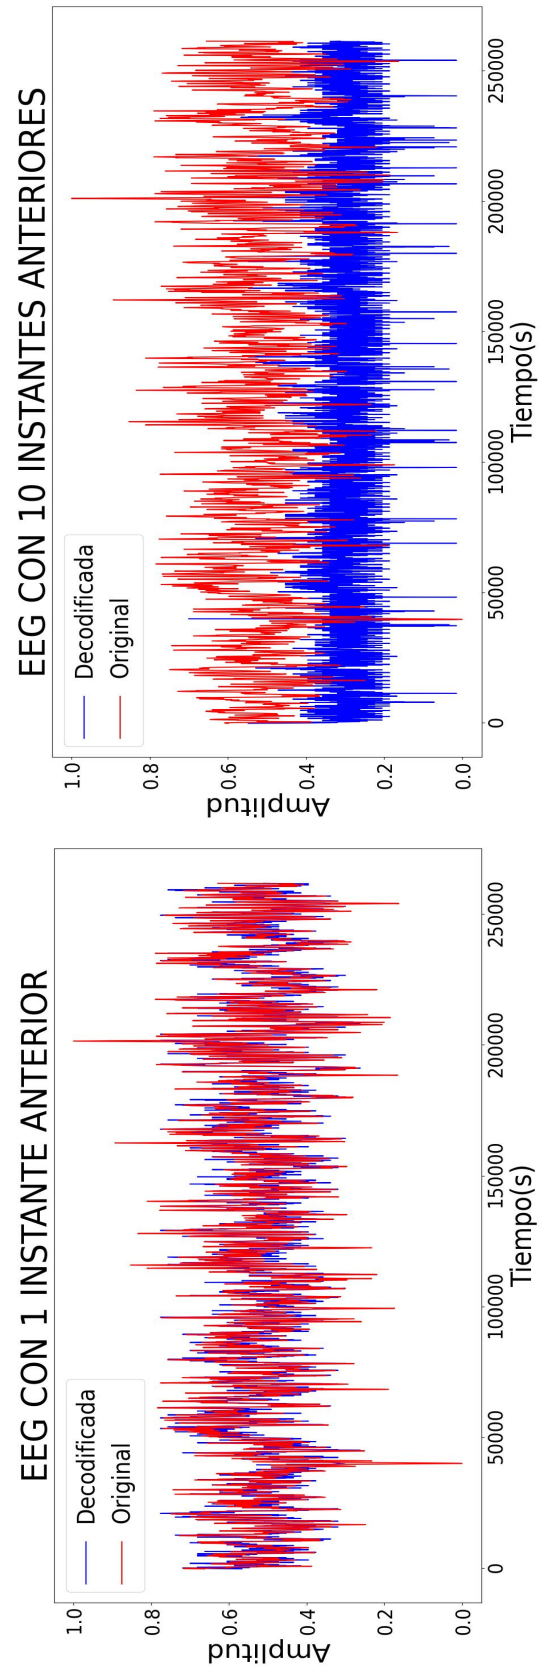 EEG CON 1 INSTANTE ANTERIOR
Decodificada
Original
1.0
0.8
0.6
0.4
0.2
0.0
Amplitud
0
50000
100000
150000
200000
250000
Tiempo(s)
EEG CON 10 INSTANTES ANTERIORES
Decodificada
Original
1.0
0.8
0.6
0.4
0.2
0.0
Amplitud
0
50000
100000
150000
200000
250000
Tiempo(s)